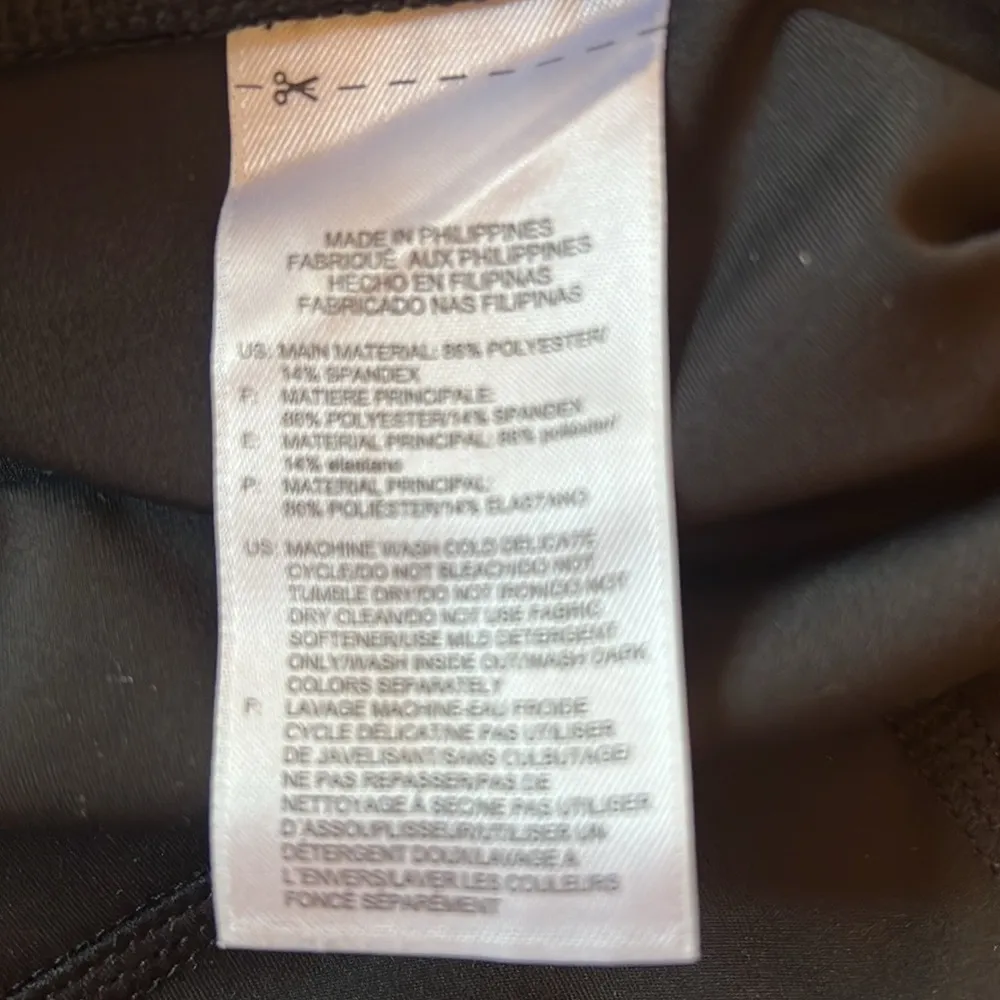 MADE IN PHILIPPINES
FABRIQUÉ AUX PHILIPPINES
HECHO EN FILIPINAS
FABRICADO NAS FILIPINAS
US: MAIN MATERIAL: 86% POLYESTER/
14% SPANDEX
F: MATIERE PRINCIPALE:
86% POLYESTER/14% SPANDEX
E: MATERIAL PRINCIPAL: 86% poliéster/
14% elastano
P: MATERIAL PRINCIPAL:
86% POLIÉSTER/14% ELASTANO
US: MACHINE WASH COLD DELICATE
CYCLE/DO NOT BLEACH/DO NOT
TUMBLE DRY/DO NOT IRON/DO NOT
DRY CLEAN/DO NOT USE FABRIC
SOFTENER/USE MILD DETERGENT
ONLY/WASH INSIDE OUT/WASH DARK
COLORS SEPARATELY
F: LAVAGE MACHINE-EAU FROIDE
CYCLE DELICAT/NE PAS UTILISER
DE JAVELISANT/SANS CULBUTAGE/
NE PAS REPASSER/PAS DE
NETTOYAGE À SEC/NE PAS UTILISER
D'ASSOUPLISSEUR/UTILISER UN
DÉTERGENT DOUX/LAVAGE A
L'ENVERS/LAVER LES COULEURS
FONCÉ SÉPARÉMENT